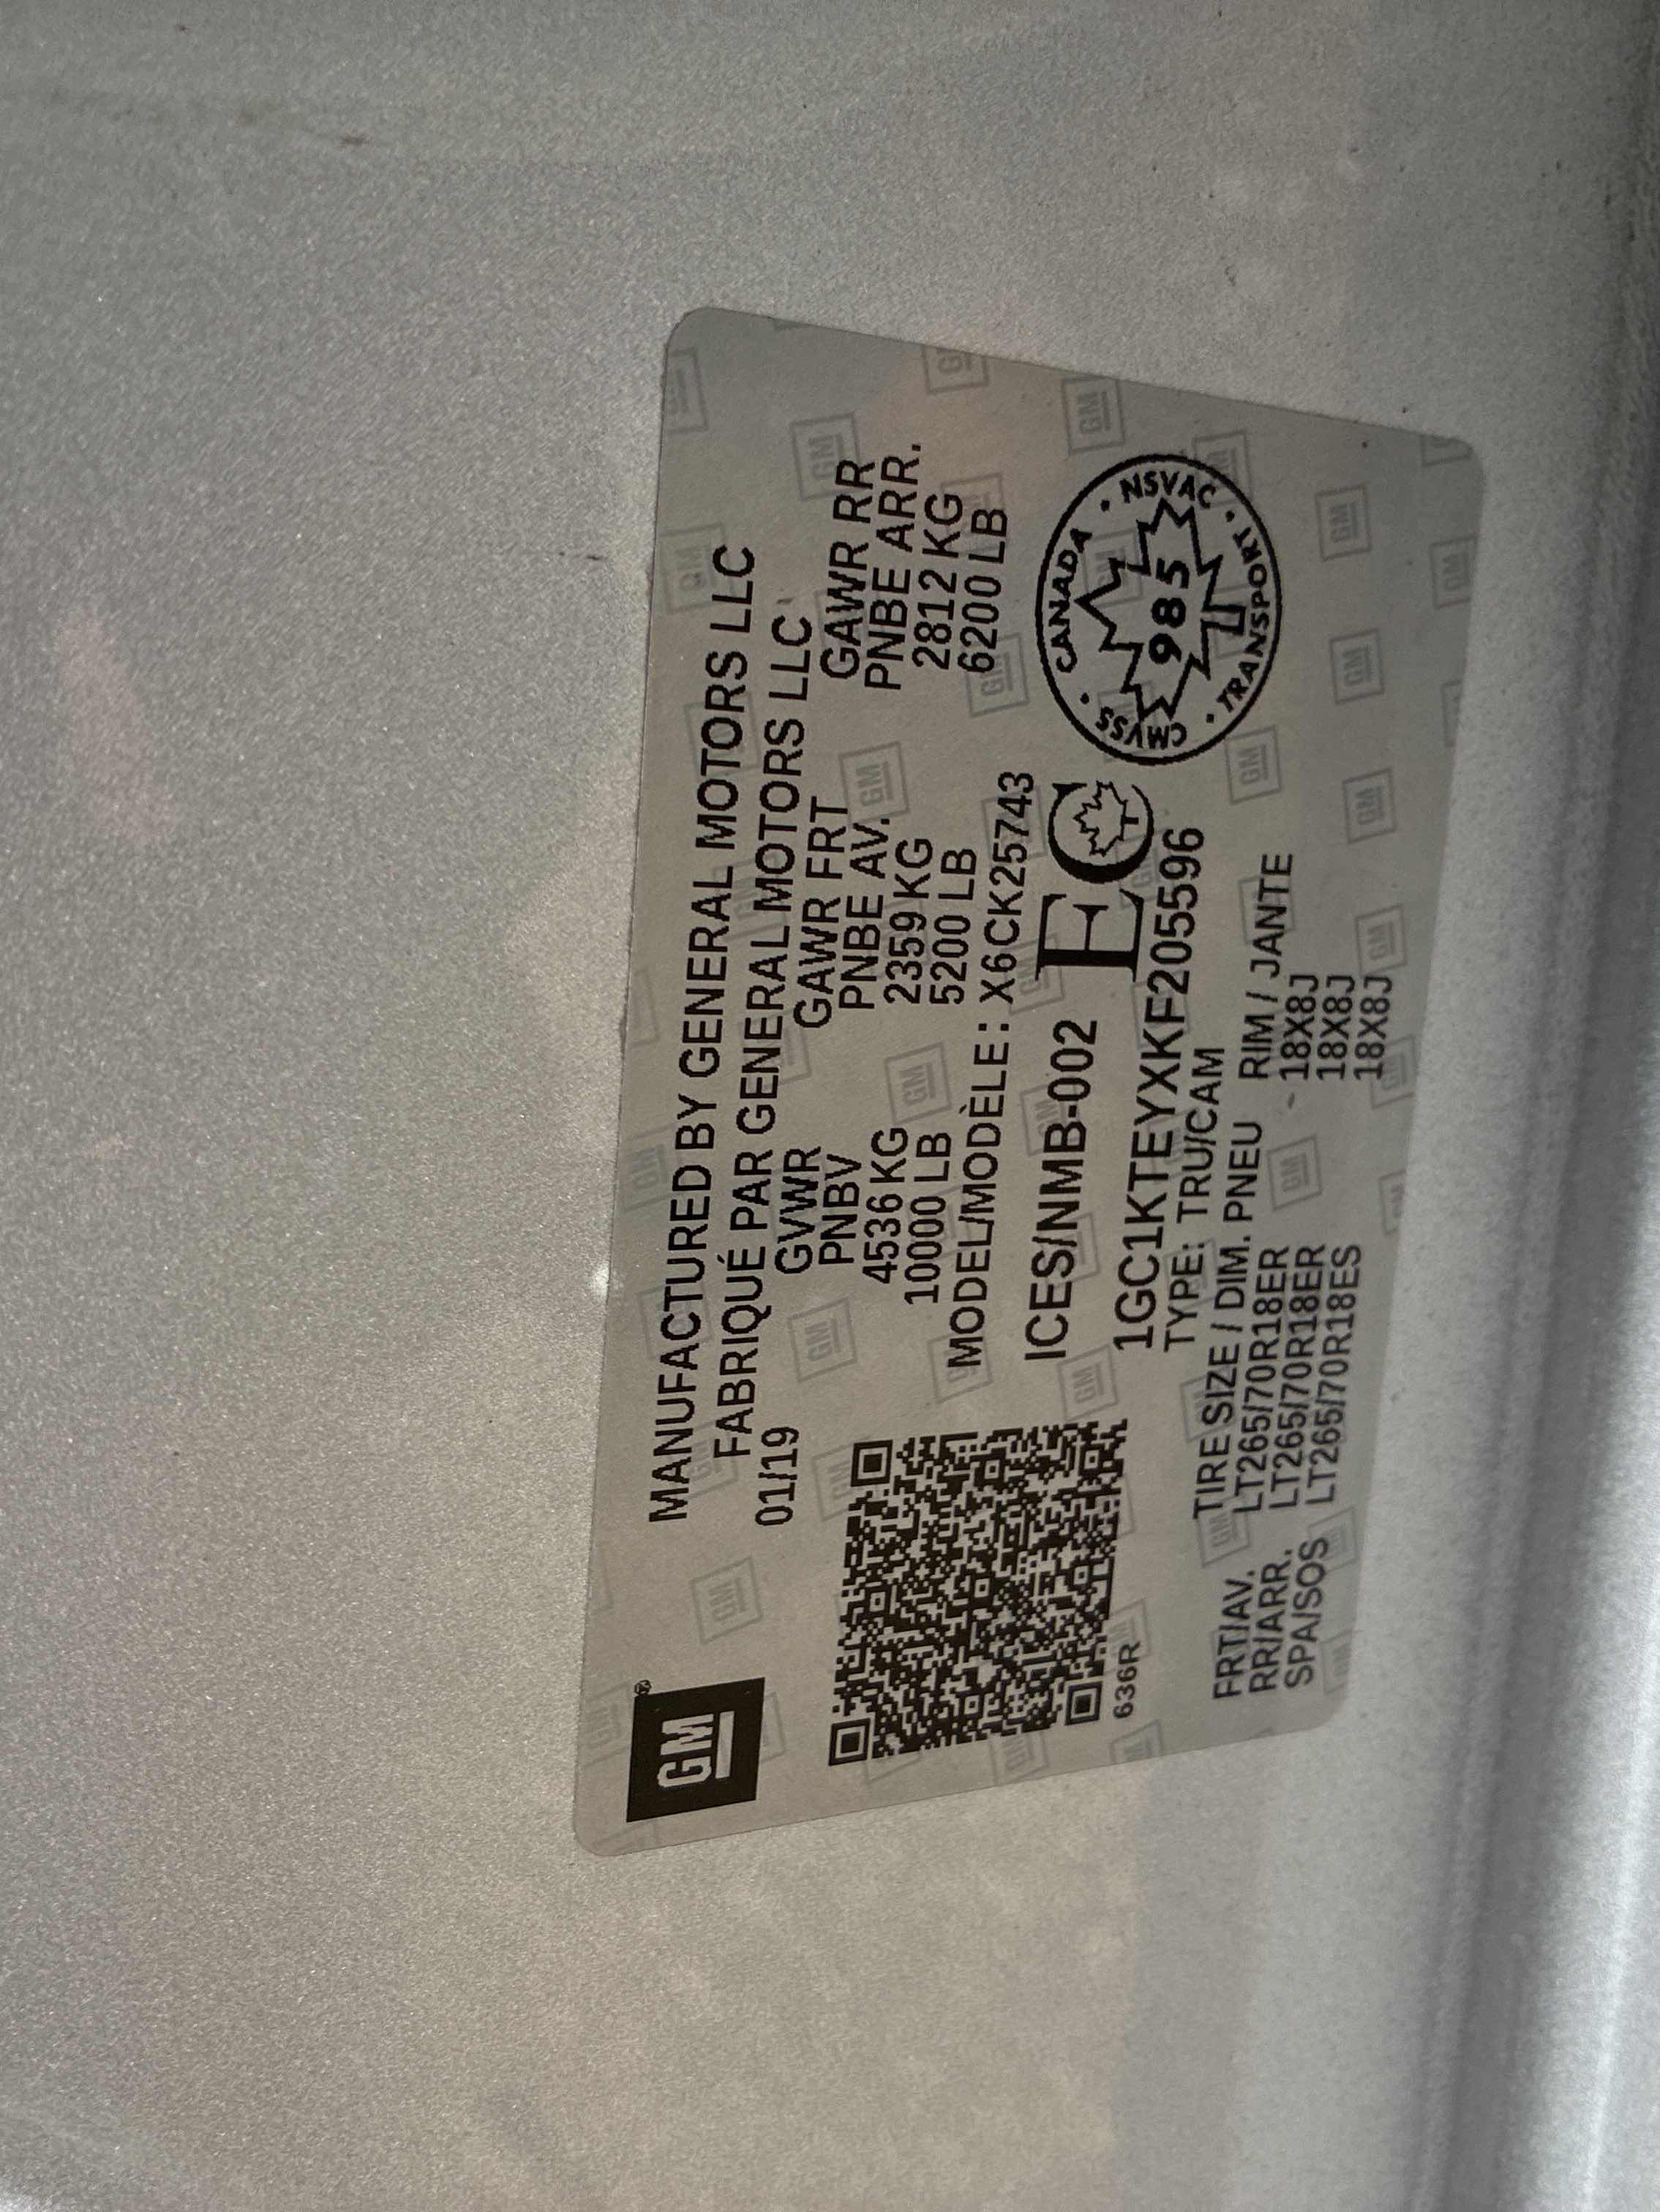 GM
MANUFACTURED BY GENERAL MOTORS LLC
FABRIQUÉ PAR GENERAL MOTORS LLC
01/19
GVWR GAWR FRT GAWR RR
PNBV PNBE AV. PNBE ARR.
4536 KG 2359 KG 2812 KG
10000 LB 5200 LB 6200 LB
MODEL/MODÈLE: X6CK25743
ICES/NMB-002 EC
1GC1KTEYXKF205596
TYPE: TRU/CAM
636R
CANADA · NSVAC · TRANSPORT · CMVSS ·
985
TIRE SIZE / DIM. PNEU RIM / JANTE
FRT/AV. LT265/70R18ER 18X8J
RR/ARR. LT265/70R18ER 18X8J
SPA/SOS LT265/70R18ES 18X8J